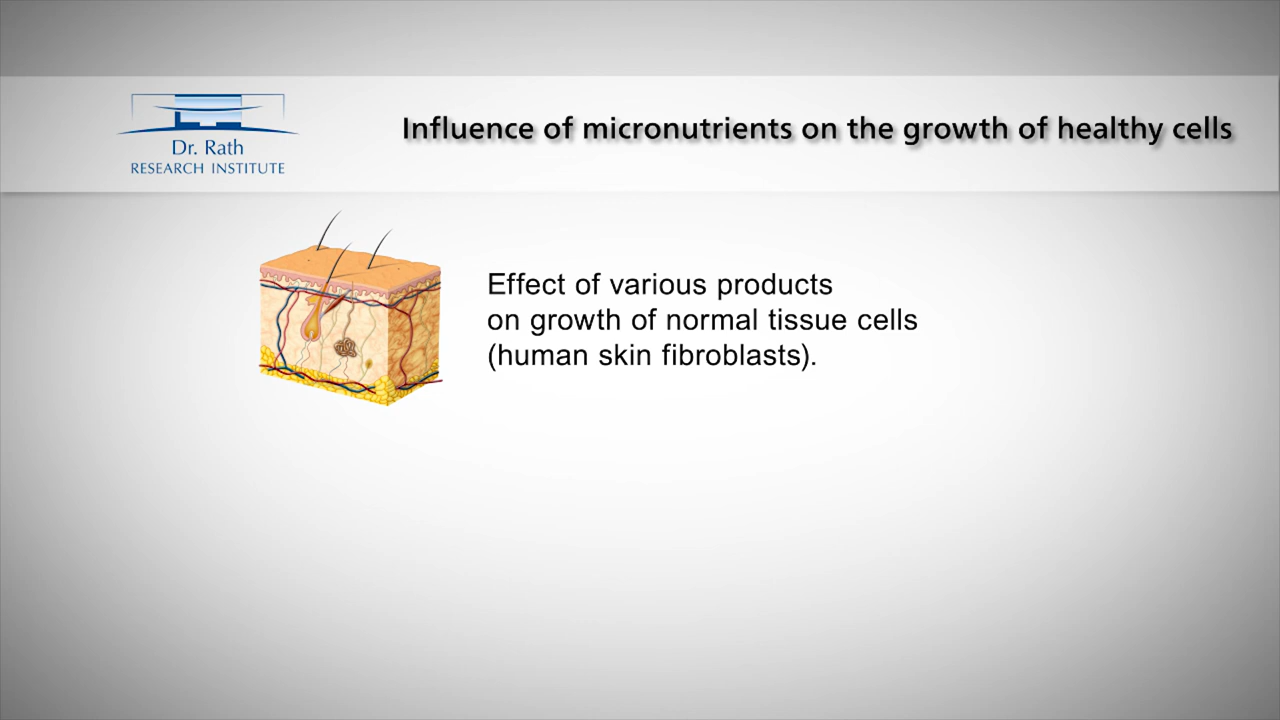 Dr. Rath
RESEARCH INSTITUTE
Influence of micronutrients on the growth of healthy cells
Effect of various products
on growth of normal tissue cells
(human skin fibroblasts).